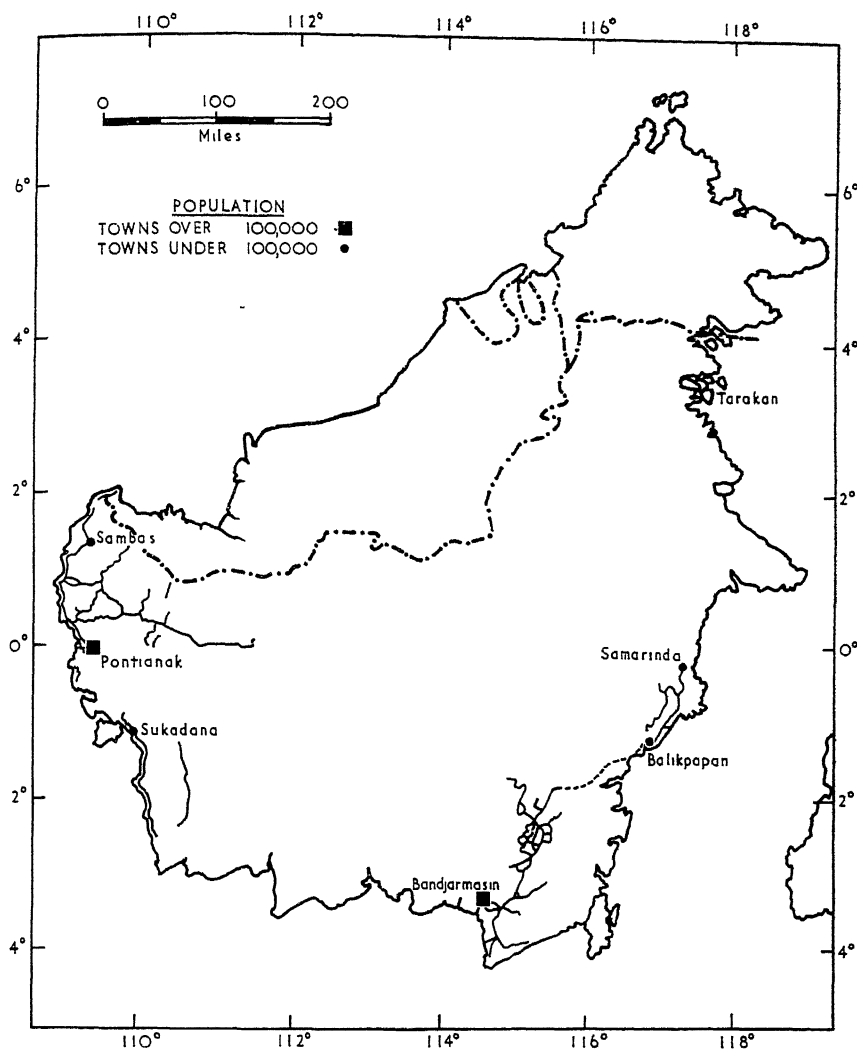 110°
112°
114°
116°
118°
0 100 200
Miles
POPULATION
TOWNS OVER 100,000
TOWNS UNDER 100,000
6°
6°
4°
4°
Tarakan
2°
2°
Sambas
0°
Samarinda
0°
Pontianak
Sukadana
Balikpapan
2°
2°
Bandjarmasin
4°
4°
110°
112°
114°
116°
118°